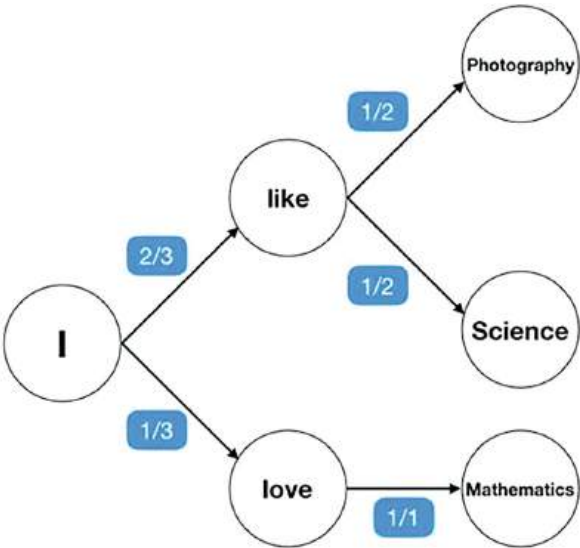 Photography
1/2
like
2/3
1/2
I
Science
1/3
love
Mathematics
1/1